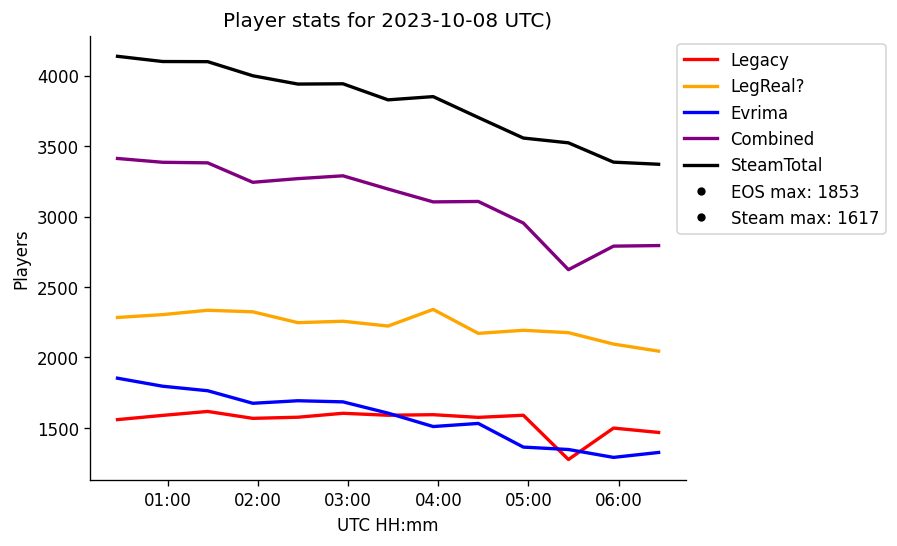 Player stats for 2023-10-08 UTC)
Players
4000
3500
3000
2500
2000
1500
01:00 02:00 03:00 04:00 05:00 06:00
UTC HH:mm
Legacy
LegReal?
Evrima
Combined
SteamTotal
EOS max: 1853
Steam max: 1617